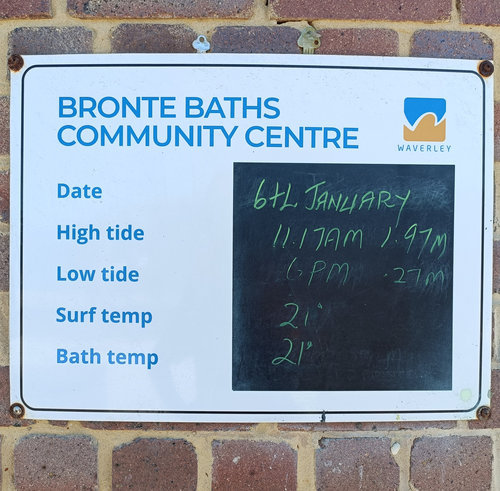 BRONTE BATHS
COMMUNITY CENTRE
WAVERLEY
Date 6th JANUARY
High tide 11.17AM 1.97M
Low tide 6PM .27M
Surf temp 21°
Bath temp 21°